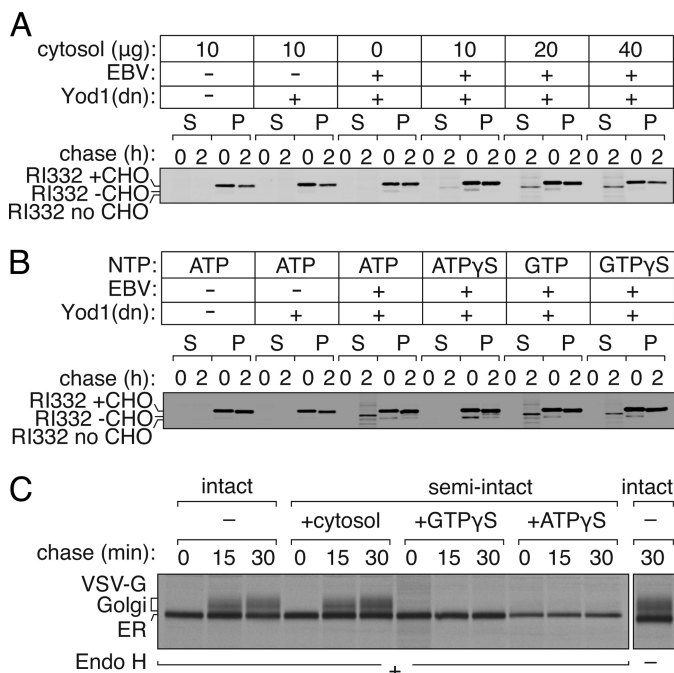 A
cytosol (µg): 10 10 0 10 20 40
EBV: – – + + + +
Yod1(dn): – + + + + +
S P S P S P S P S P S P
chase (h): 0 2 0 2 0 2 0 2 0 2 0 2 0 2 0 2 0 2 0 2 0 2 0 2
RI332 +CHO
RI332 -CHO
RI332 no CHO
B
NTP: ATP ATP ATP ATPγS GTP GTPγS
EBV: – – + + + +
Yod1(dn): – + + + + +
S P S P S P S P S P S P
chase (h): 0 2 0 2 0 2 0 2 0 2 0 2 0 2 0 2 0 2 0 2 0 2 0 2
RI332 +CHO
RI332 -CHO
RI332 no CHO
C
intact semi-intact intact
– +cytosol +GTPγS +ATPγS –
chase (min): 0 15 30 0 15 30 0 15 30 0 15 30 30
VSV-G
Golgi
ER
Endo H + –